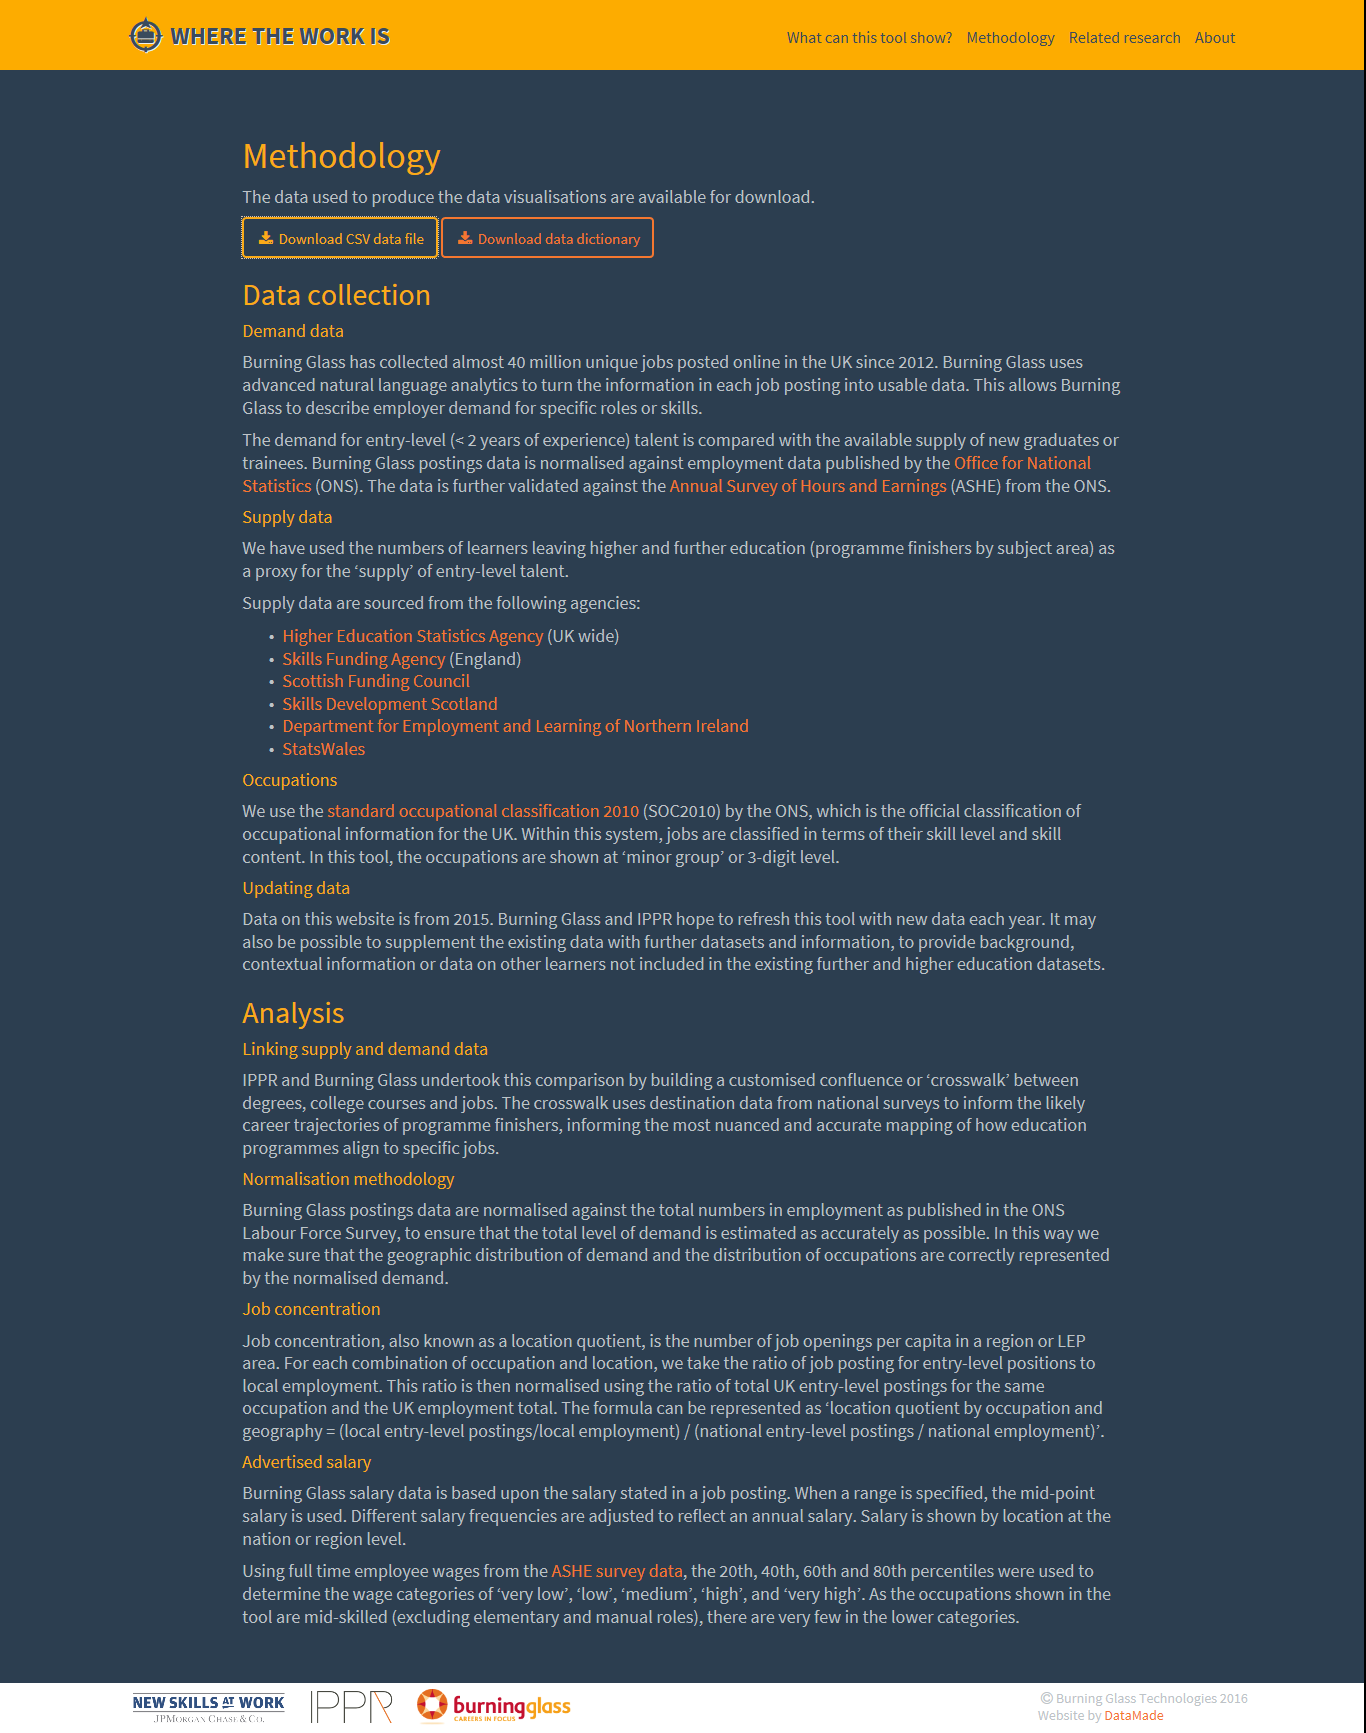 WHERE THE WORK IS
What can this tool show? Methodology Related research About
Methodology
The data used to produce the data visualisations are available for download.
Download CSV data file Download data dictionary
Data collection
Demand data
Burning Glass has collected almost 40 million unique jobs posted online in the UK since 2012. Burning Glass uses
advanced natural language analytics to turn the information in each job posting into usable data. This allows Burning
Glass to describe employer demand for specific roles or skills.
The demand for entry-level (< 2 years of experience) talent is compared with the available supply of new graduates or
trainees. Burning Glass postings data is normalised against employment data published by the Office for National
Statistics (ONS). The data is further validated against the Annual Survey of Hours and Earnings (ASHE) from the ONS.
Supply data
We have used the numbers of learners leaving higher and further education (programme finishers by subject area) as
a proxy for the ‘supply’ of entry-level talent.
Supply data are sourced from the following agencies:
• Higher Education Statistics Agency (UK wide)
• Skills Funding Agency (England)
• Scottish Funding Council
• Skills Development Scotland
• Department for Employment and Learning of Northern Ireland
• StatsWales
Occupations
We use the standard occupational classification 2010 (SOC2010) by the ONS, which is the official classification of
occupational information for the UK. Within this system, jobs are classified in terms of their skill level and skill
content. In this tool, the occupations are shown at ‘minor group’ or 3-digit level.
Updating data
Data on this website is from 2015. Burning Glass and IPPR hope to refresh this tool with new data each year. It may
also be possible to supplement the existing data with further datasets and information, to provide background,
contextual information or data on other learners not included in the existing further and higher education datasets.
Analysis
Linking supply and demand data
IPPR and Burning Glass undertook this comparison by building a customised confluence or ‘crosswalk’ between
degrees, college courses and jobs. The crosswalk uses destination data from national surveys to inform the likely
career trajectories of programme finishers, informing the most nuanced and accurate mapping of how education
programmes align to specific jobs.
Normalisation methodology
Burning Glass postings data are normalised against the total numbers in employment as published in the ONS
Labour Force Survey, to ensure that the total level of demand is estimated as accurately as possible. In this way we
make sure that the geographic distribution of demand and the distribution of occupations are correctly represented
by the normalised demand.
Job concentration
Job concentration, also known as a location quotient, is the number of job openings per capita in a region or LEP
area. For each combination of occupation and location, we take the ratio of job posting for entry-level positions to
local employment. This ratio is then normalised using the ratio of total UK entry-level postings for the same
occupation and the UK employment total. The formula can be represented as ‘location quotient by occupation and
geography = (local entry-level postings/local employment) / (national entry-level postings / national employment)’.
Advertised salary
Burning Glass salary data is based upon the salary stated in a job posting. When a range is specified, the mid-point
salary is used. Different salary frequencies are adjusted to reflect an annual salary. Salary is shown by location at the
nation or region level.
Using full time employee wages from the ASHE survey data, the 20th, 40th, 60th and 80th percentiles were used to
determine the wage categories of ‘very low’, ‘low’, ‘medium’, ‘high’, and ‘very high’. As the occupations shown in the
tool are mid-skilled (excluding elementary and manual roles), there are very few in the lower categories.
NEW SKILLS AT WORK
JPMORGAN CHASE & CO.
IPPR
burningglass
CAREERS IN FOCUS
© Burning Glass Technologies 2016
Website by DataMade